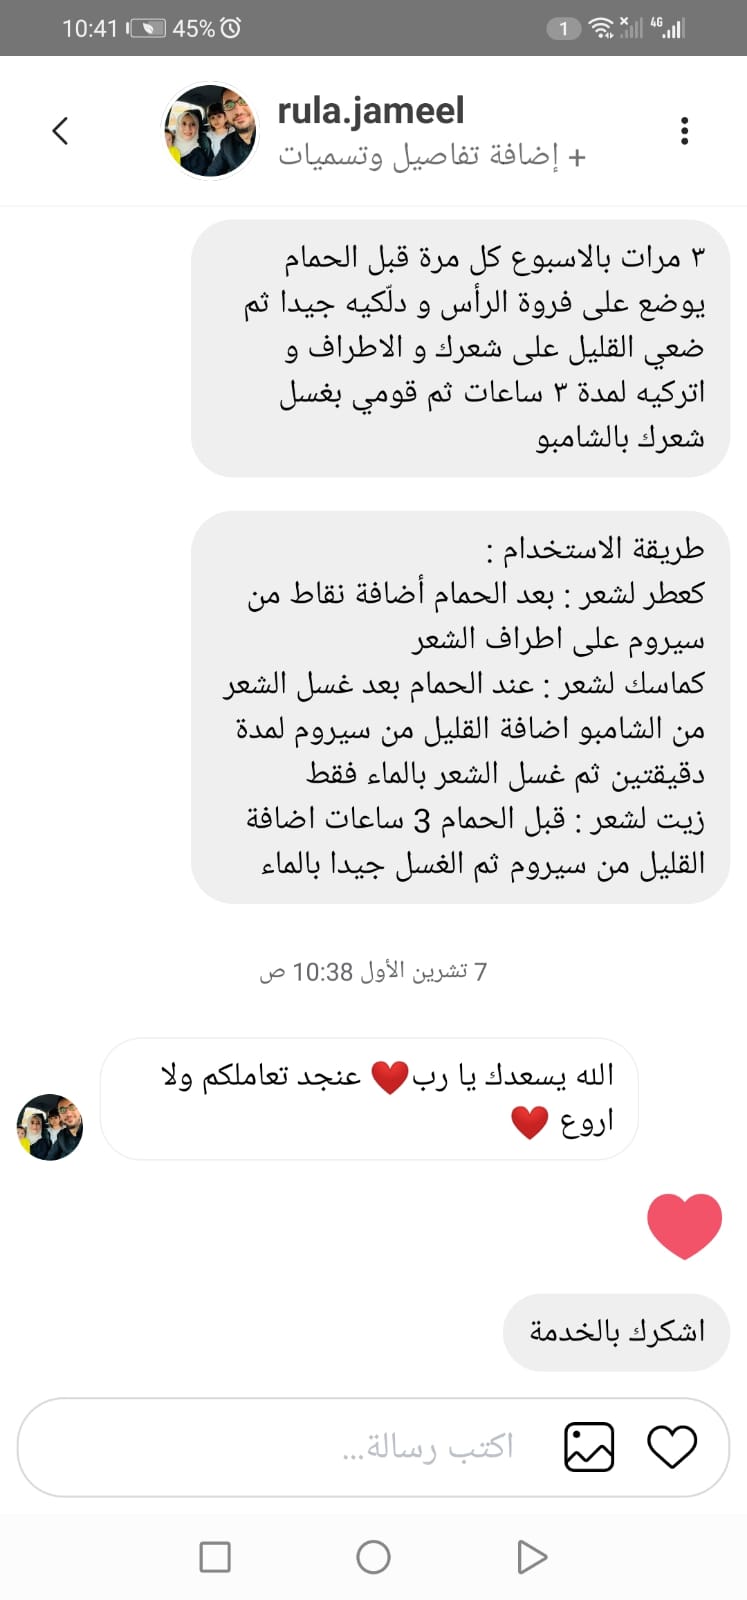 10:41 45%
1 4G
rula.jameel
+ إضافة تفاصيل وتسميات
٣ مرات بالاسبوع كل مرة قبل الحمام
يوضع على فروة الرأس و دلّكيه جيدا ثم
ضعي القليل على شعرك و الاطراف و
اتركيه لمدة ٣ ساعات ثم قومي بغسل
شعرك بالشامبو
طريقة الاستخدام :
كعطر لشعر : بعد الحمام أضافة نقاط من
سيروم على اطراف الشعر
كماسك لشعر : عند الحمام بعد غسل الشعر
من الشامبو اضافة القليل من سيروم لمدة
دقيقتين ثم غسل الشعر بالماء فقط
زيت لشعر : قبل الحمام 3 ساعات اضافة
القليل من سيروم ثم الغسل جيدا بالماء
7 تشرين الأول 10:38 ص
الله يسعدك يا رب❤️ عنجد تعاملكم ولا
اروع ❤️
اشكرك بالخدمة
اكتب رسالة...